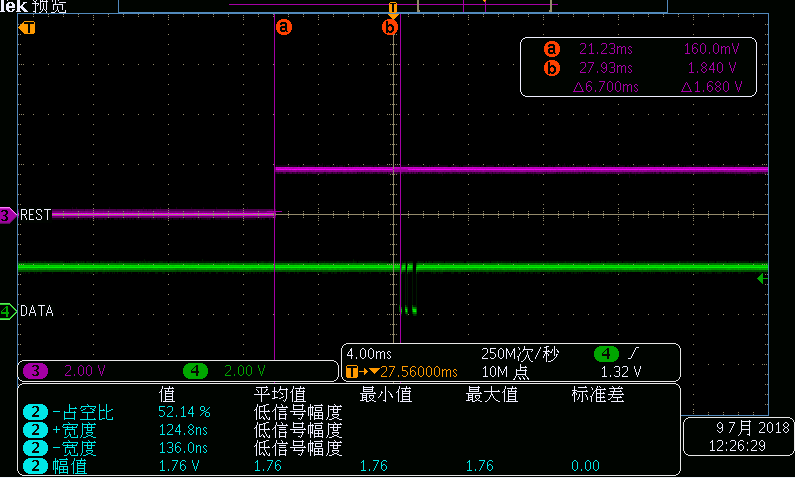 Tek 预览
T
T
a b
a 21.23ms 160.0mV
b 27.93ms 1.840 V
△6.700ms △1.680 V
3 REST
4 DATA
3 2.00 V 4 2.00 V
4.00ms 250M次/秒 4 1.32 V
T→▼27.56000ms 10M 点
值 平均值 最小值 最大值 标准差
2 -占空比 52.14 % 低信号幅度
2 +宽度 124.8ns 低信号幅度
2 -宽度 136.0ns 低信号幅度
2 幅值 1.76 V 1.76 1.76 1.76 0.00
9 7月 2018
12:26:29